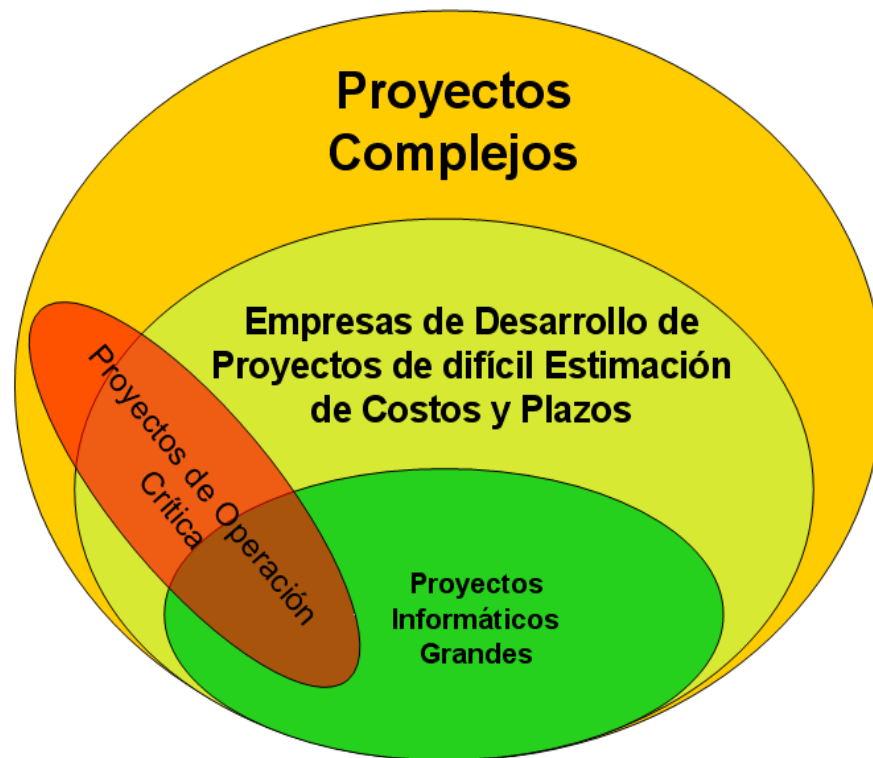 Proyectos
Complejos
Empresas de Desarrollo de
Proyectos de difícil Estimación
de Costos y Plazos
Proyectos de Operación
Crítica
Proyectos
Informáticos
Grandes